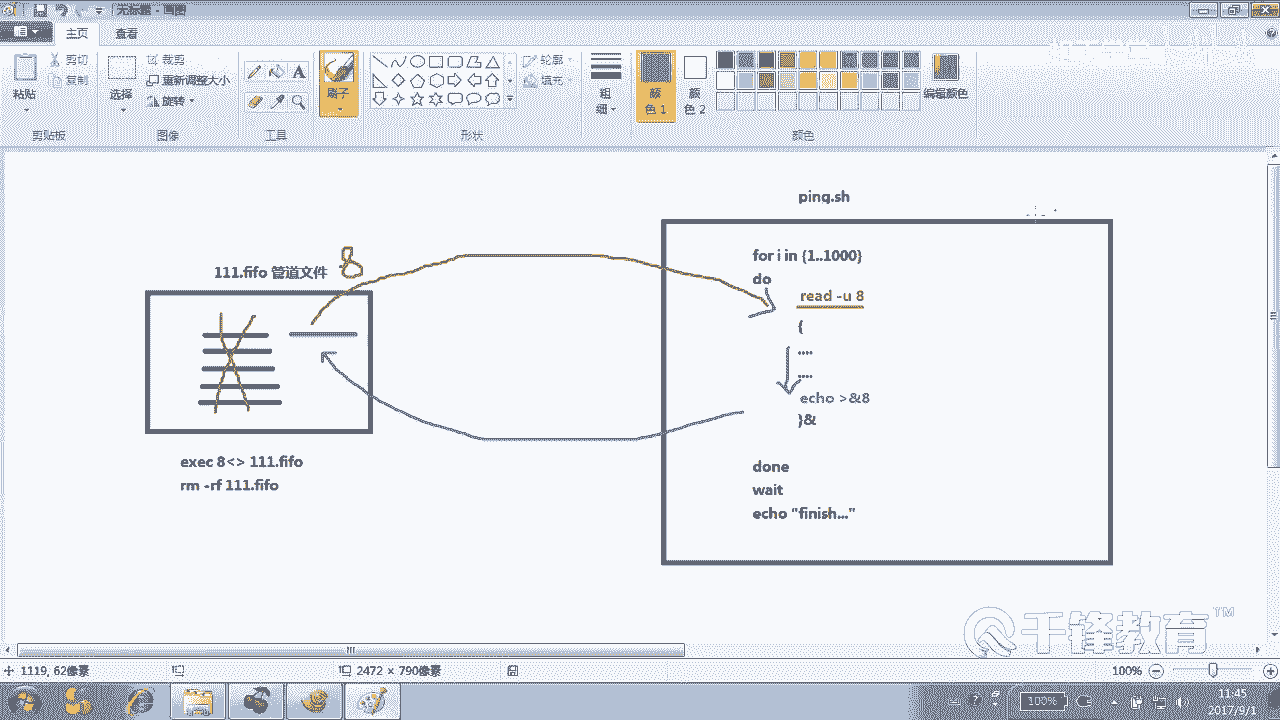 无标题 - 画图
主页
查看
粘贴
剪切
复制
剪贴板
选择
裁剪
重新调整大小
旋转
图像
A
工具
刷子
形状
轮廓
填充
粗
细
颜
色 1
颜
色 2
编辑颜色
颜色
ping.sh
111.fifo 管道文件
8
exec 8<> 111.fifo
rm -rf 111.fifo
for i in {1..1000}
do
read -u 8
{
....
....
echo >&8
}&
done
wait
echo "finish..."
千锋教育 TM
1119, 62像素
2472 × 790像素
100%
100%
11:45
2017/9/1